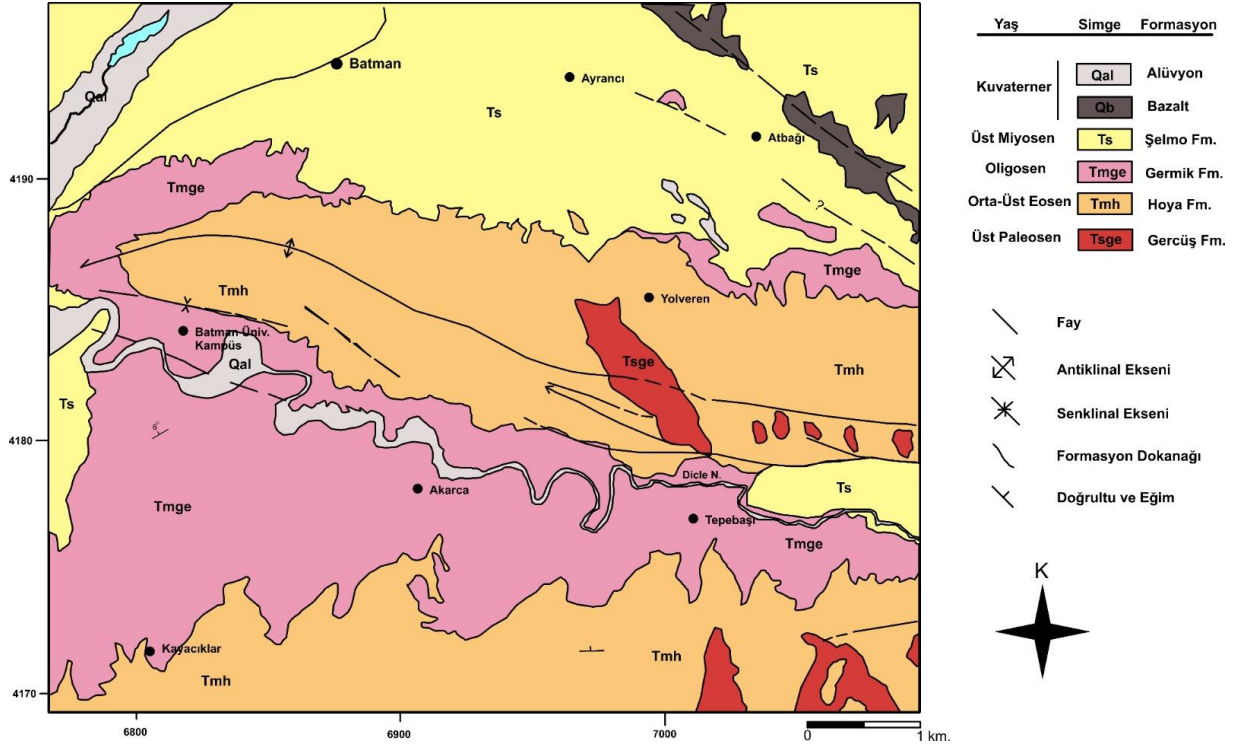 Yaş Simge Formasyon
Kuvaterner
Qal Alüvyon
Qb Bazalt
Üst Miyosen Ts Şelmo Fm.
Oligosen Tmge Germik Fm.
Orta-Üst Eosen Tmh Hoya Fm.
Üst Paleosen Tsge Gercüş Fm.
Fay
Antiklinal Ekseni
Senklinal Ekseni
Formasyon Dokanağı
Doğrultu ve Eğim
K
Batman
Ayrancı
Ts
Qal
Ts
Atbağı
4190
Tmge
?
Tmge
Tmh
Yolveren
Batman Üniv.
Kampüs
Qal
Tsge
Tmh
Ts
4180
Dicle N.
Akarca
Ts
Tmge
Tepebaşı
Tmge
Kayacıklar
Tmh
Tmh
4170
6800
6900
7000
0
1 km.